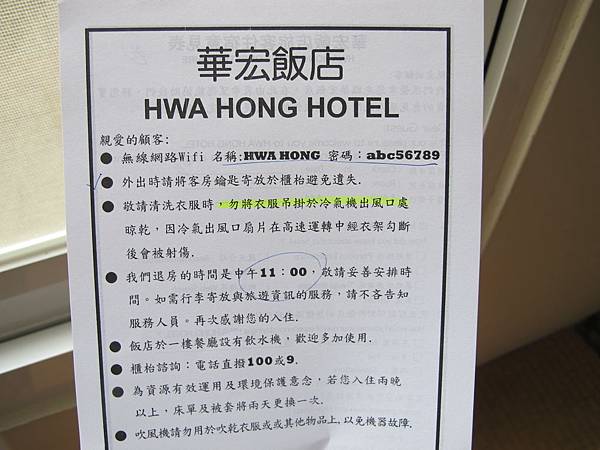 華宏飯店
HWA HONG HOTEL
親愛的顧客:
● 無線網路Wifi 名稱:HWA HONG 密碼：abc56789
● 外出時請將客房鑰匙寄放於櫃枱避免遺失.
● 敬請清洗衣服時，勿將衣服吊掛於冷氣機出風口處
晾乾，因冷氣出風口扇片在高速運轉中經衣架勾斷
後會被射傷.
● 我們退房的時間是中午11：00，敬請妥善安排時
間。如需行李寄放與旅遊資訊的服務，請不吝告知
服務人員。再次感謝您的入住.
● 飯店於一樓餐廳設有飲水機，歡迎多加使用.
● 櫃枱諮詢：電話直撥100或9.
● 為資源有效運用及環境保護意念，若您入住兩晚
以上，床單及被套將兩天更換一次.
● 吹風機請勿用於吹乾衣服或或其他物品上,以免機器故障.